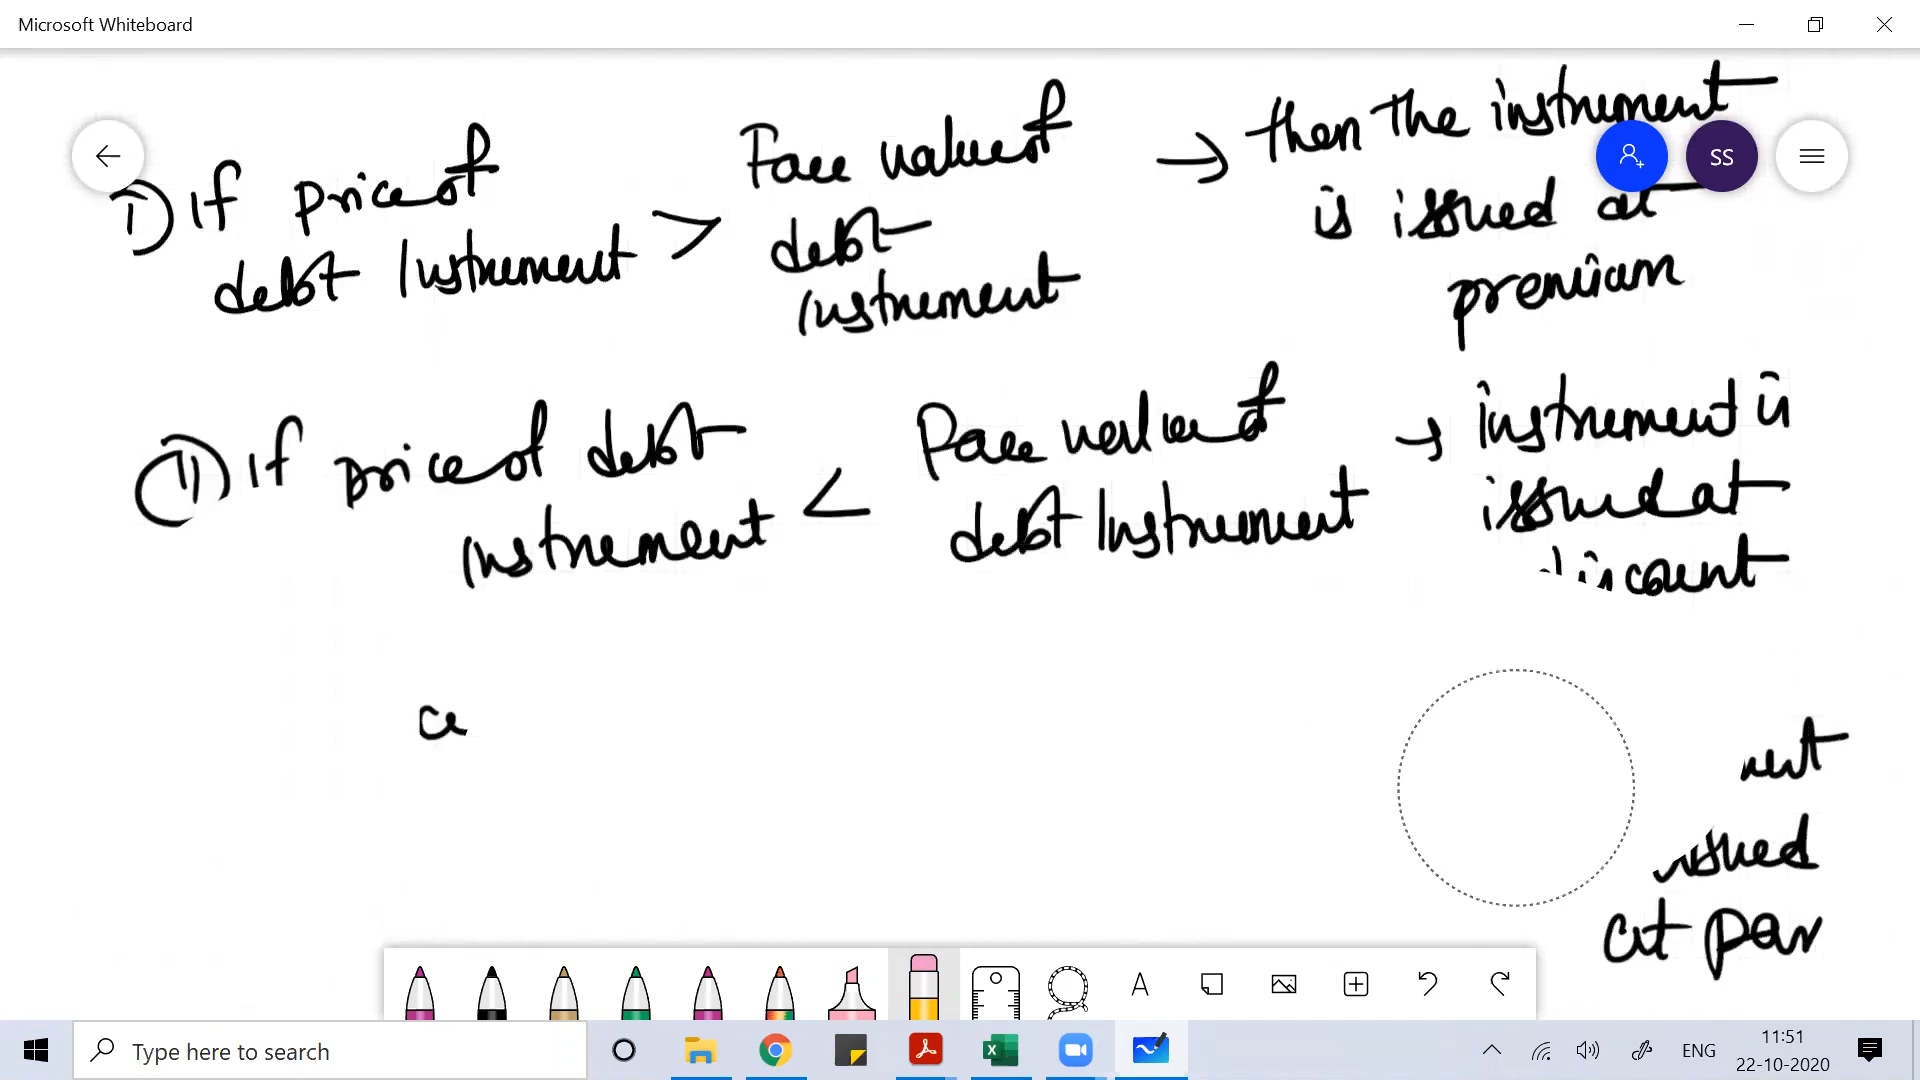 Microsoft Whiteboard
1) If price of debt Instrument > Face value of debt instrument → then the instrument is issued at premium
SS
11) If price of debt instrument < Face value of debt Instrument → instrument is issued at discount
at par
A
Type here to search
ENG
11:51
22-10-2020